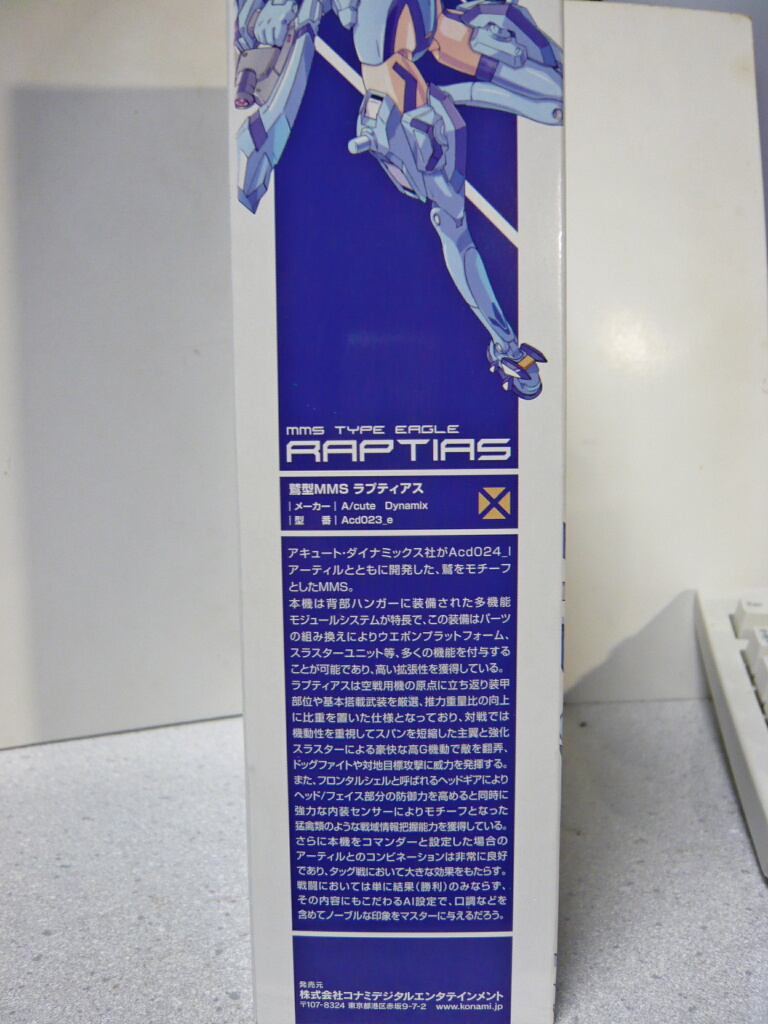 MMS TYPE EAGLE
RAPTIAS
鷲型MMS ラプティアス
|メーカー| A/cute Dynamix
|型　番| Acd023_e
アキュート・ダイナミックス社がAcd024_l
アーティルとともに開発した、鷲をモチーフ
としたMMS。
本機は背部ハンガーに装備された多機能
モジュールシステムが特長で、この装備はパーツ
の組み換えによりウエポンプラットフォーム、
スラスターユニット等、多くの機能を付与する
ことが可能であり、高い拡張性を獲得している。
ラプティアスは空戦用機の原点に立ち返り装甲
部位や基本搭載武装を厳選、推力重量比の向上
に比重を置いた仕様となっており、対戦では
機動性を重視してスパンを短縮した主翼と強化
スラスターによる豪快な高G機動で敵を翻弄、
ドッグファイトや対地目標攻撃に威力を発揮する。
また、フロンタルシェルと呼ばれるヘッドギアにより
ヘッド/フェイス部分の防御力を高めると同時に
強力な内装センサーによりモチーフとなった
猛禽類のような戦域情報把握能力を獲得している。
さらに本機をコマンダーと設定した場合の
アーティルとのコンビネーションは非常に良好
であり、タッグ戦において大きな効果をもたらす。
戦闘においては単に結果(勝利)のみならず、
その内容にもこだわるAI設定で、口調などを
含めてノーブルな印象をマスターに与えるだろう。
発売元
株式会社コナミデジタルエンタテインメント
〒107-8324 東京都港区赤坂9-7-2 www.konami.jp